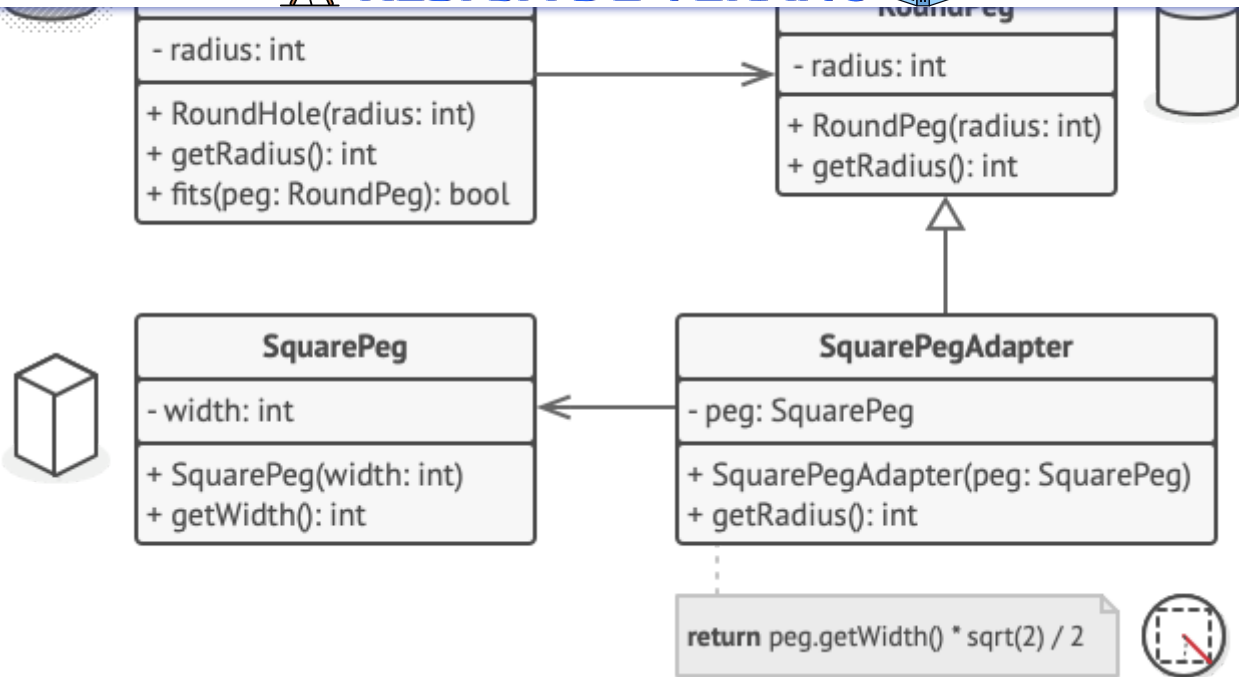 RoundPeg
- radius: int
+ RoundHole(radius: int)
+ getRadius(): int
+ fits(peg: RoundPeg): bool
- radius: int
+ RoundPeg(radius: int)
+ getRadius(): int
SquarePeg
- width: int
+ SquarePeg(width: int)
+ getWidth(): int
SquarePegAdapter
- peg: SquarePeg
+ SquarePegAdapter(peg: SquarePeg)
+ getRadius(): int
return peg.getWidth() * sqrt(2) / 2